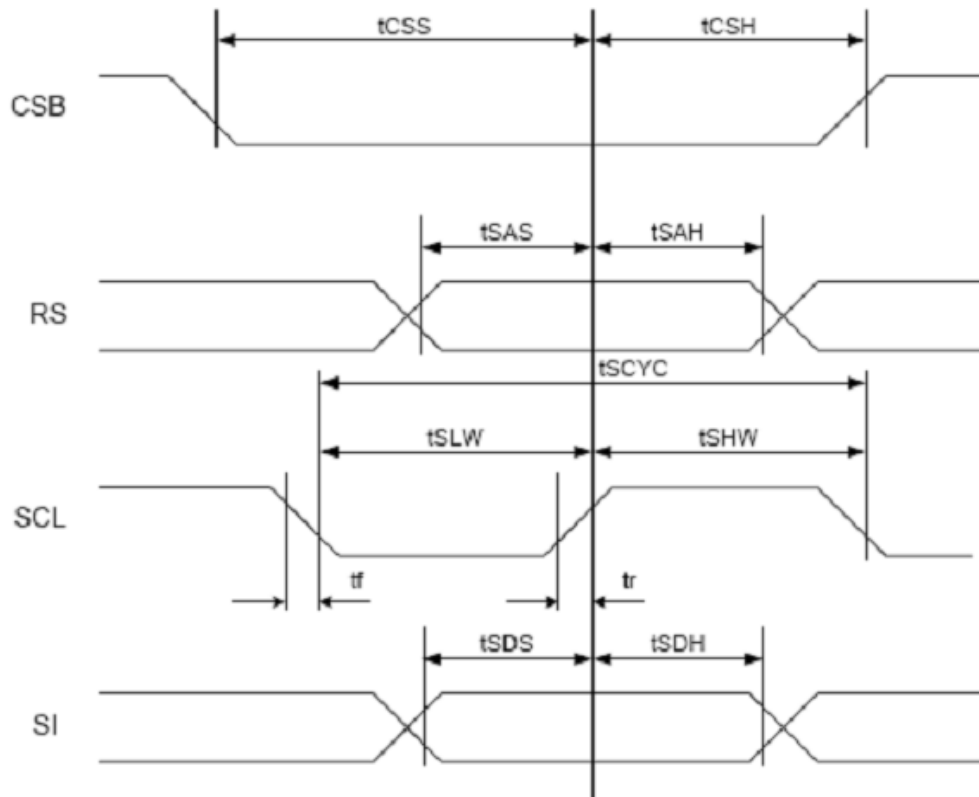 tCSS tCSH
CSB
tSAS tSAH
RS
tSCYC
tSLW tSHW
SCL
tf tr
tSDS tSDH
SI